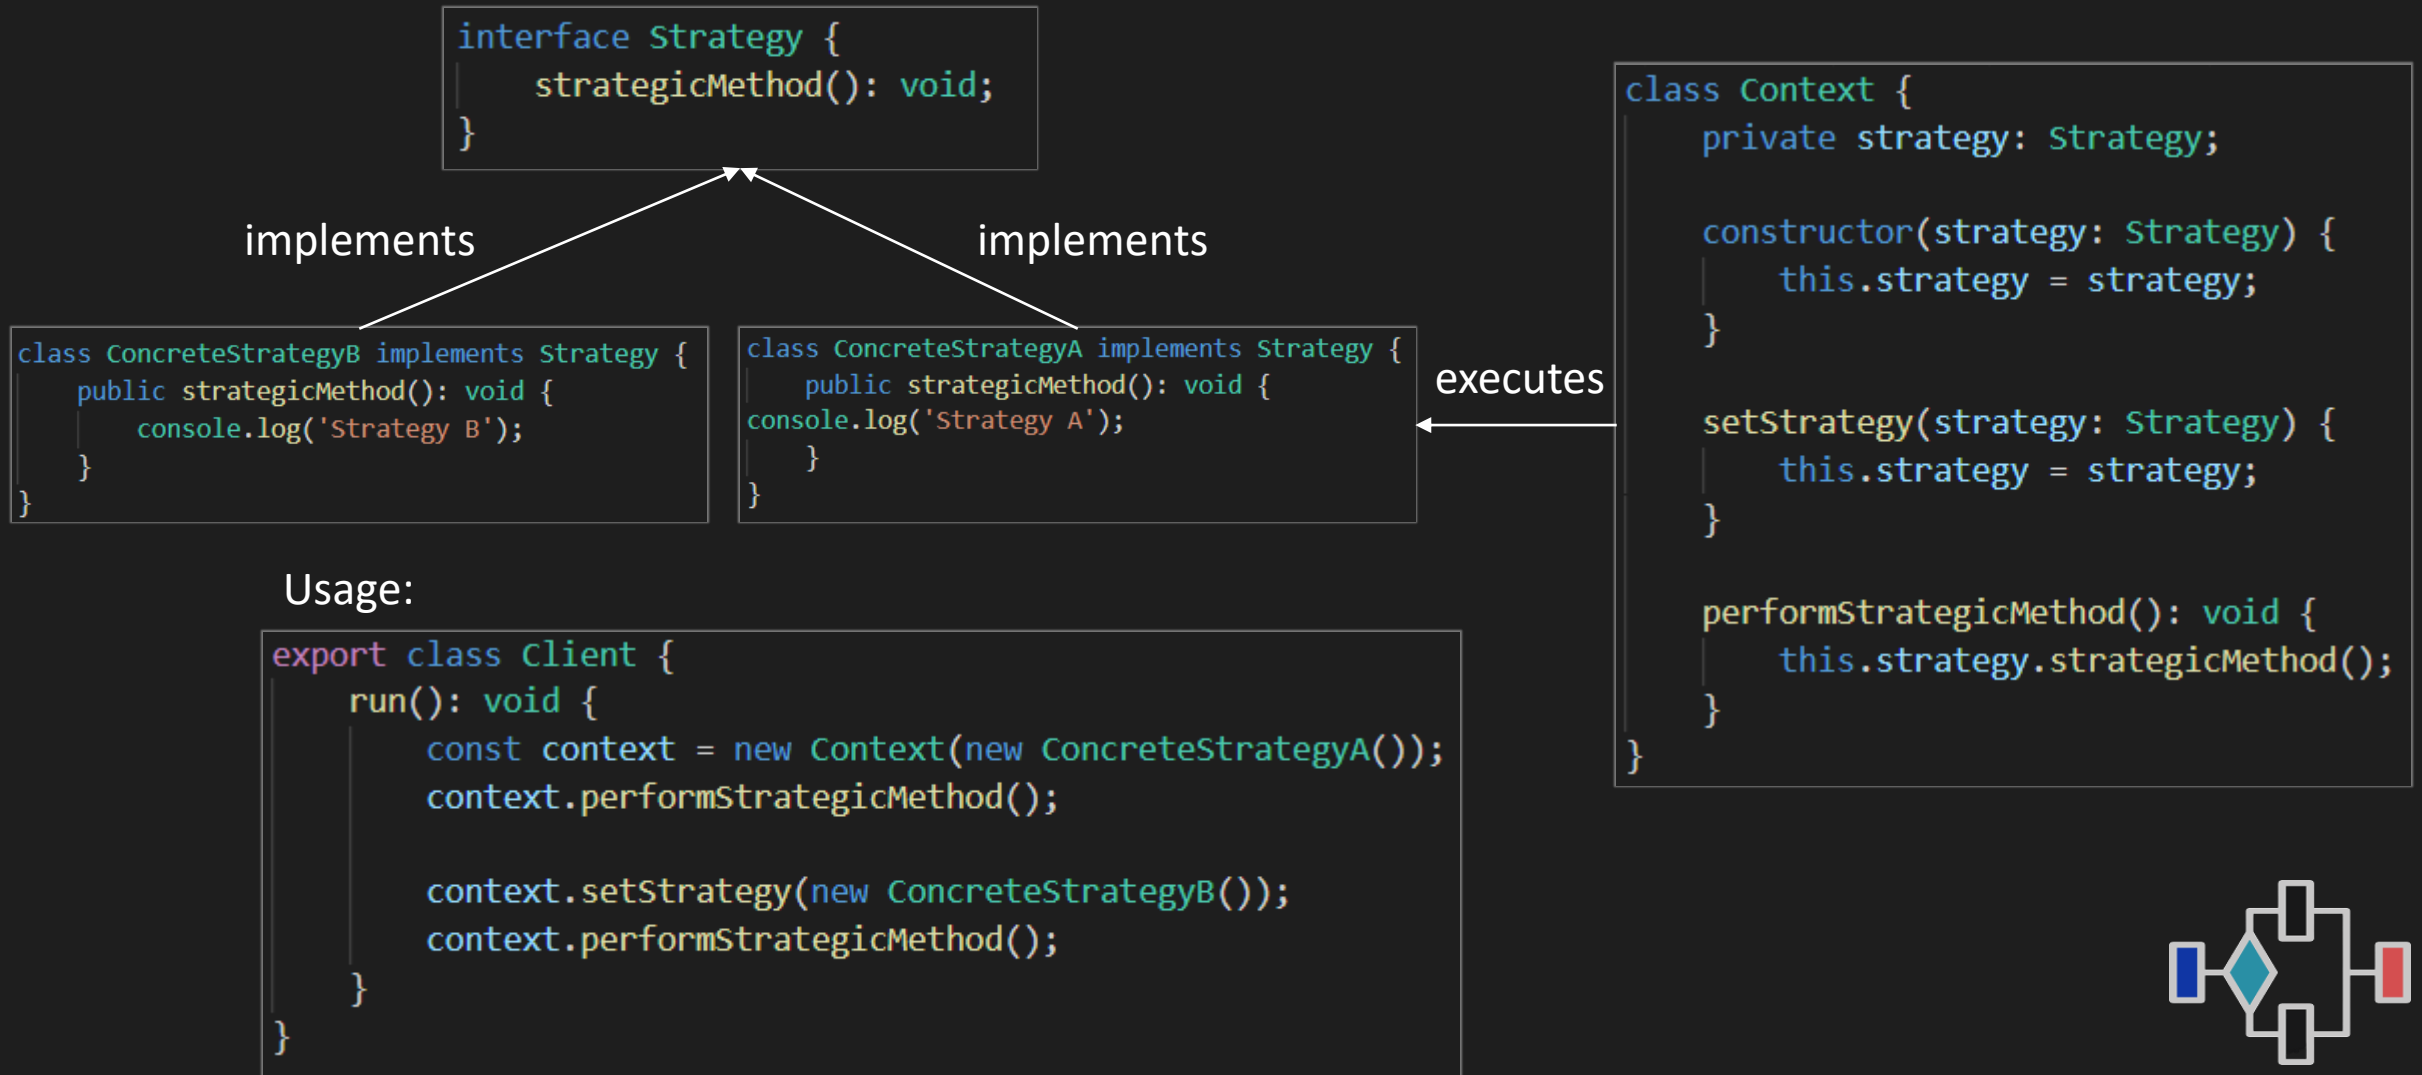 interface Strategy {
    strategicMethod(): void;
}
implements
implements
class ConcreteStrategyB implements Strategy {
    public strategicMethod(): void {
        console.log('Strategy B');
    }
}
class ConcreteStrategyA implements Strategy {
    public strategicMethod(): void {
console.log('Strategy A');
    }
}
executes
class Context {
    private strategy: Strategy;
    constructor(strategy: Strategy) {
        this.strategy = strategy;
    }
    setStrategy(strategy: Strategy) {
        this.strategy = strategy;
    }
    performStrategicMethod(): void {
        this.strategy.strategicMethod();
    }
}
Usage:
export class Client {
    run(): void {
        const context = new Context(new ConcreteStrategyA());
        context.performStrategicMethod();
        context.setStrategy(new ConcreteStrategyB());
        context.performStrategicMethod();
    }
}